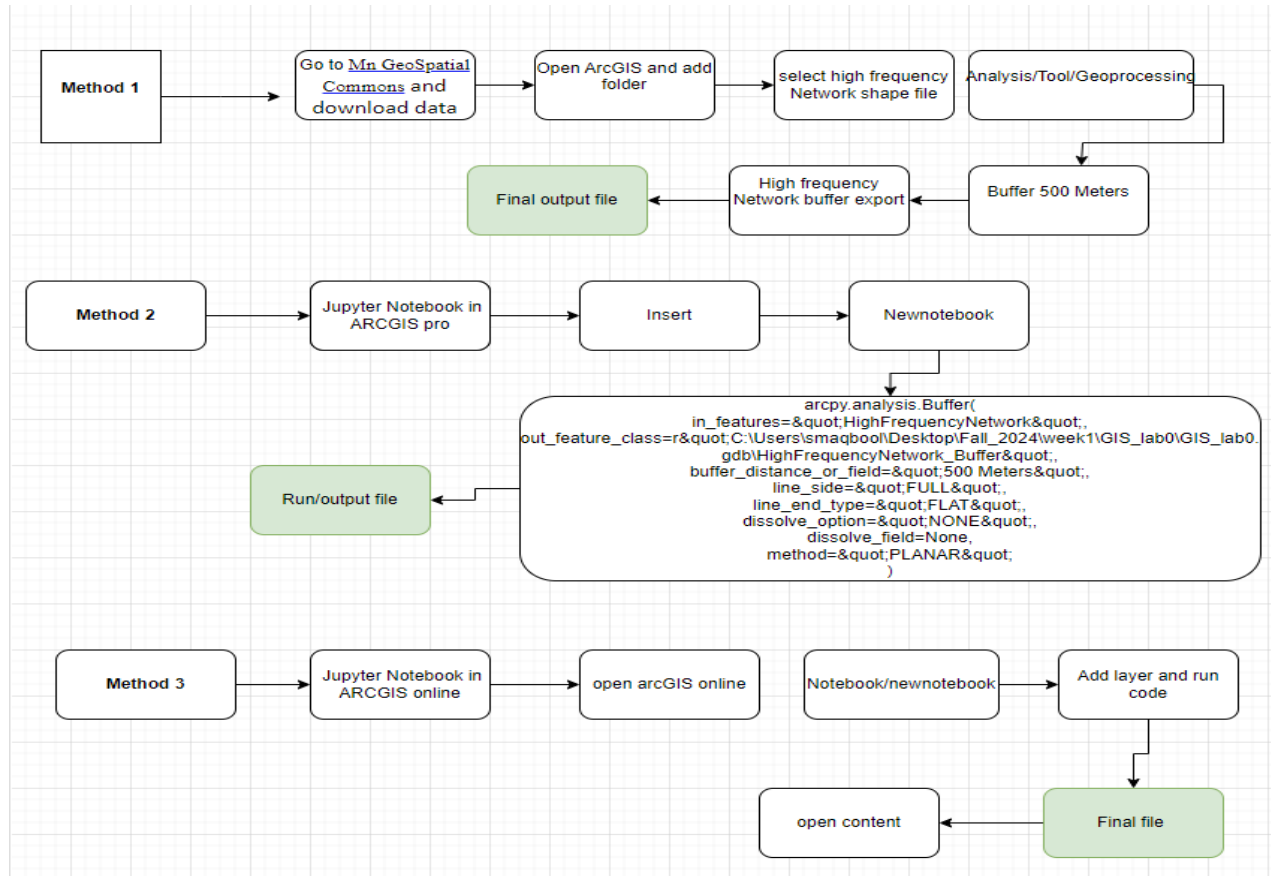 Method 1
Go to Mn GeoSpatial
Commons and
download data
Open ArcGIS and add
folder
select high frequency
Network shape file
Analysis/Tool/Geoprocessing
Buffer 500 Meters
High frequency
Network buffer export
Final output file
Method 2
Jupyter Notebook in
ARCGIS pro
Insert
Newnotebook
arcpy.analysis.Buffer(
in_features=&quot;HighFrequencyNetwork&quot;,
out_feature_class=r&quot;C:\Users\smaqbool\Desktop\Fall_2024\week1\GIS_lab0\GIS_lab0.
gdb\HighFrequencyNetwork_Buffer&quot;,
buffer_distance_or_field=&quot;500 Meters&quot;,
line_side=&quot;FULL&quot;,
line_end_type=&quot;FLAT&quot;,
dissolve_option=&quot;NONE&quot;,
dissolve_field=None,
method=&quot;PLANAR&quot;
)
Run/output file
Method 3
Jupyter Notebook in
ARCGIS online
open arcGIS online
Notebook/newnotebook
Add layer and run
code
Final file
open content